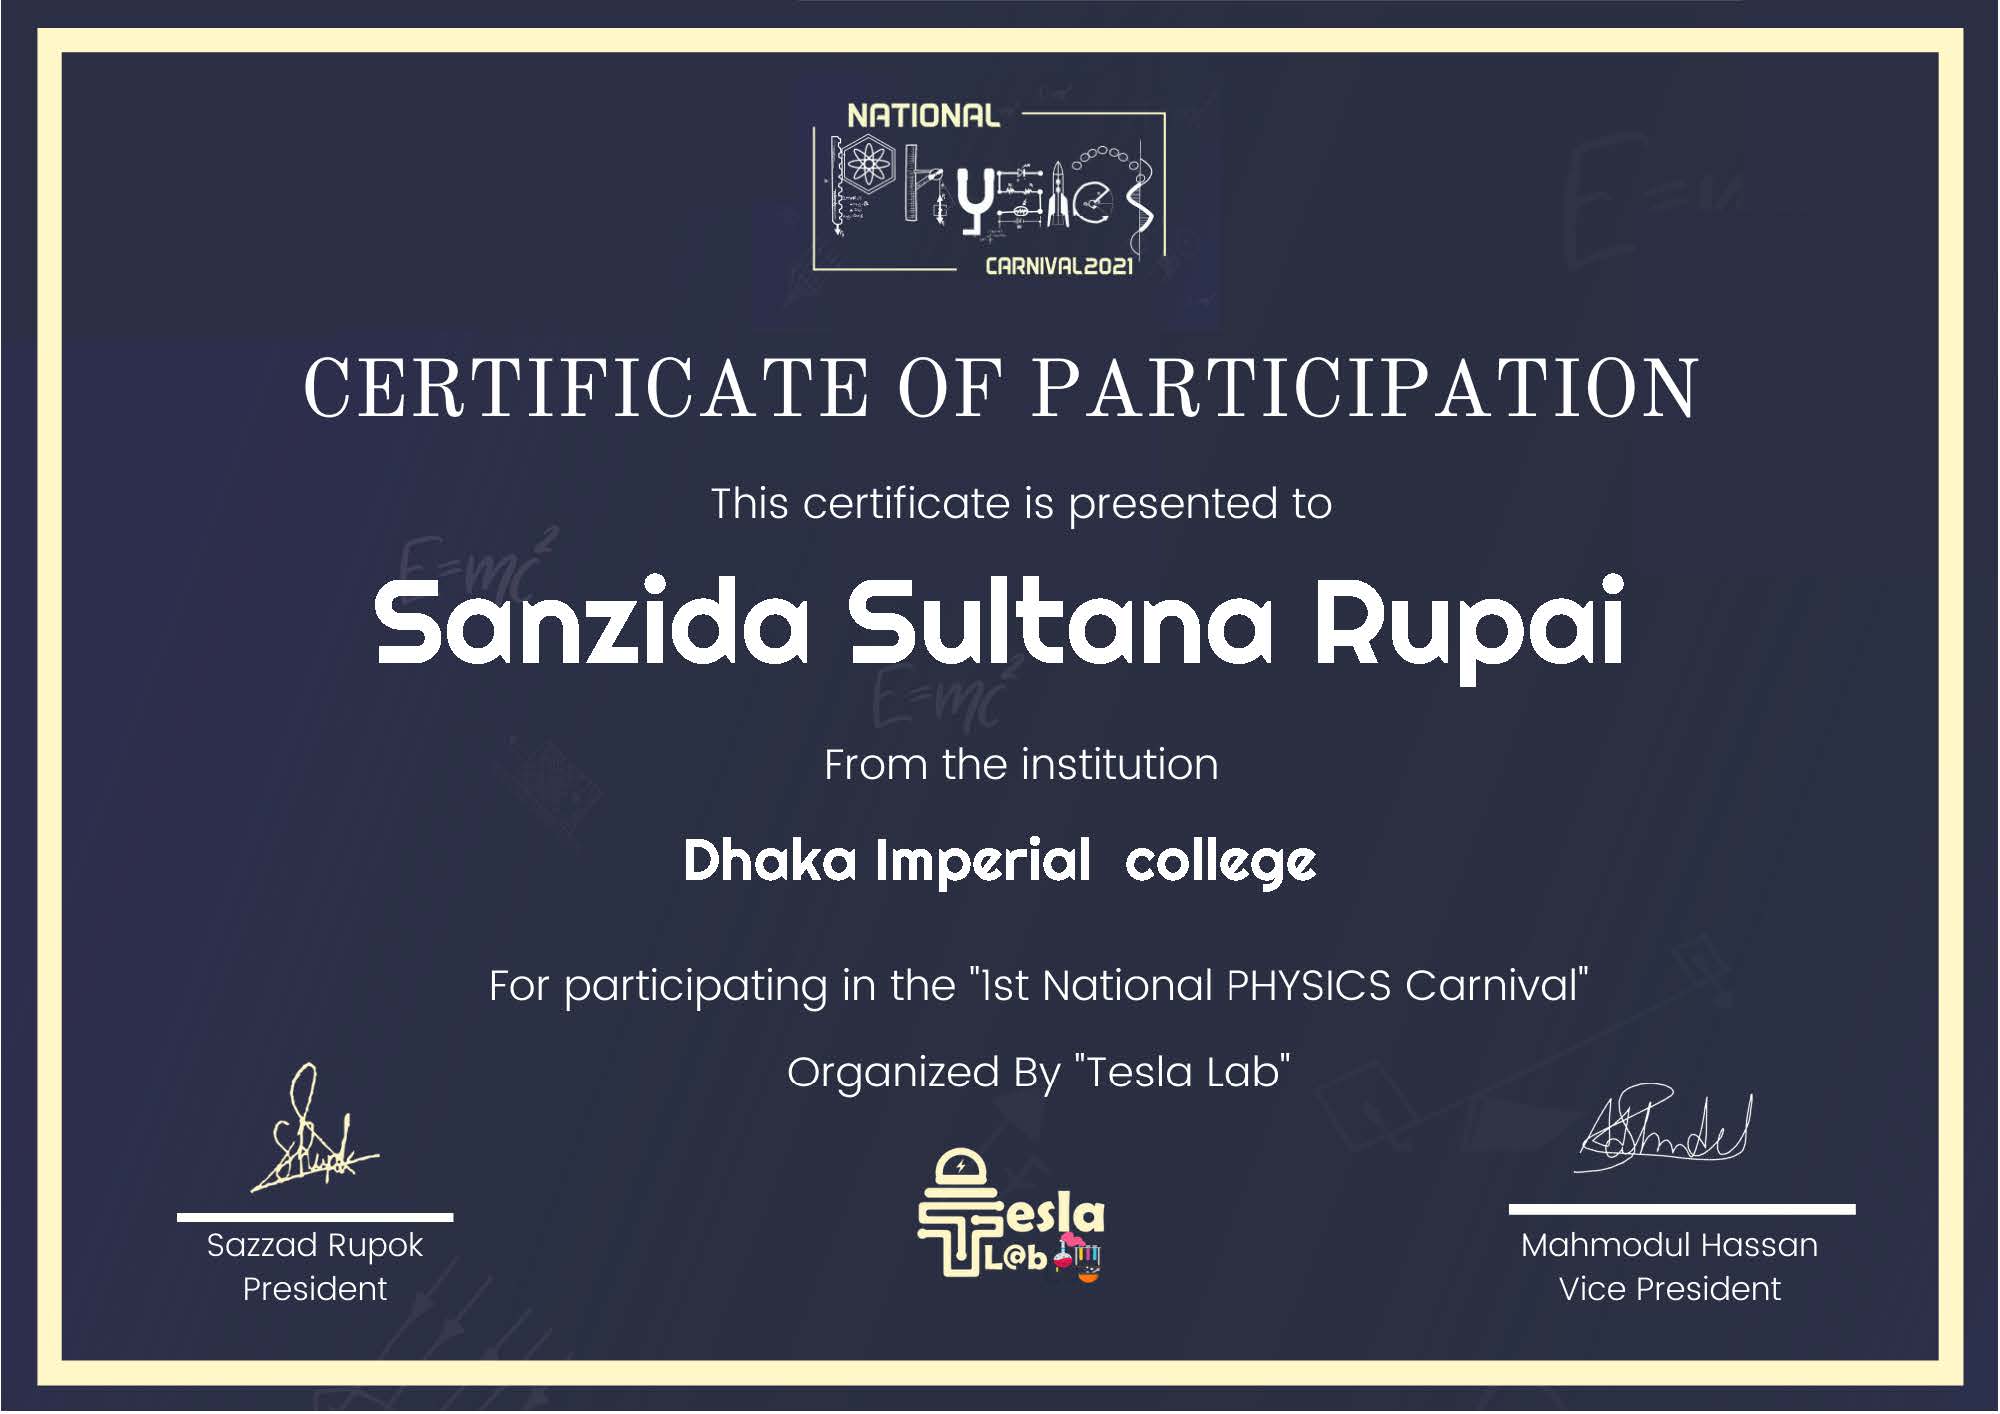 NATIONAL
Physics
CARNIVAL2021
CERTIFICATE OF PARTICIPATION
This certificate is presented to
E=mc²
Sanzida Sultana Rupai
E=mc²
From the institution
Dhaka Imperial college
For participating in the "1st National PHYSICS Carnival"
Organized By "Tesla Lab"
Tesla
L@b
Sazzad Rupok
President
Mahmodul Hassan
Vice President